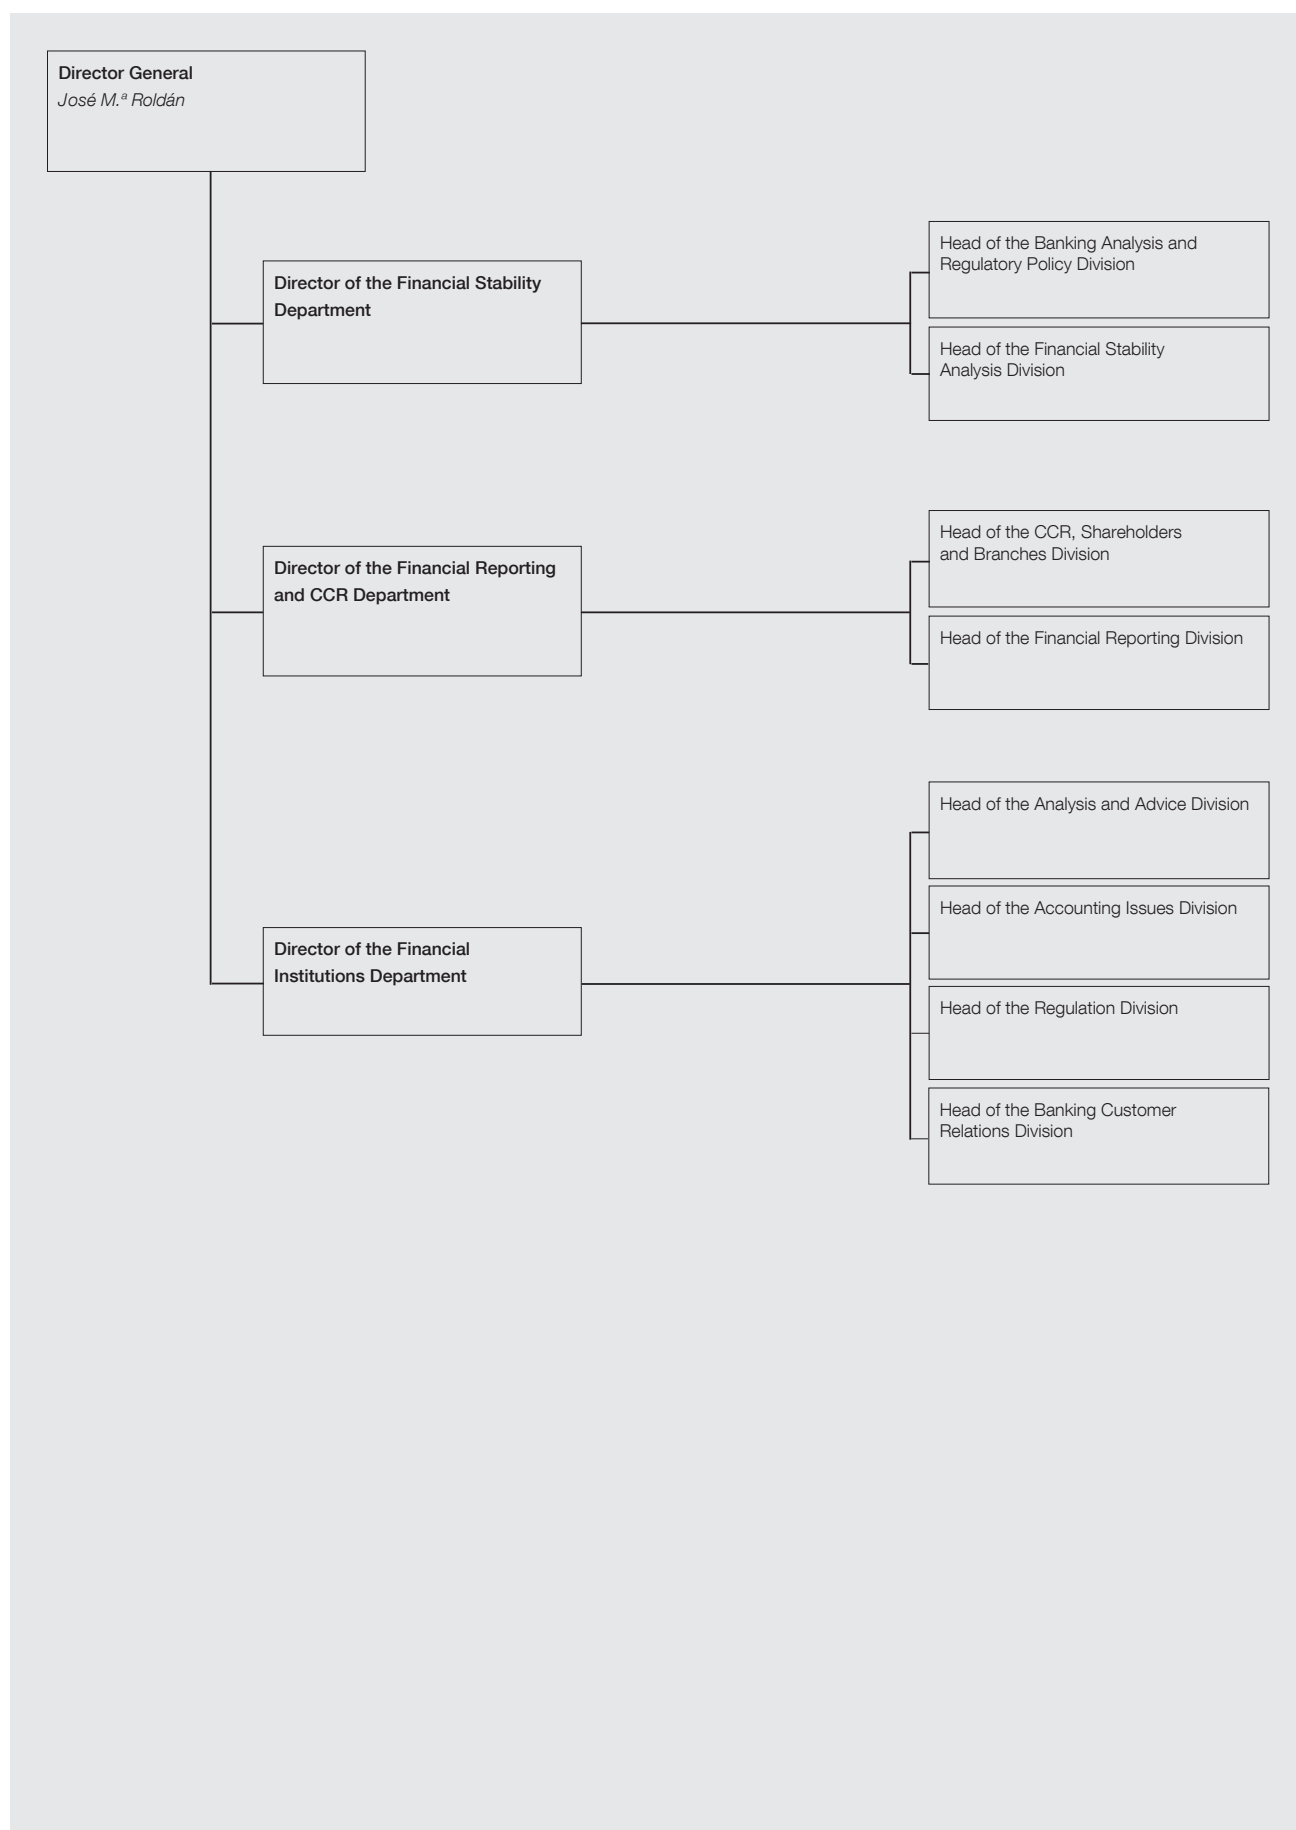 Director General
José M.ª Roldán
Director of the Financial Stability
Department
Head of the Banking Analysis and
Regulatory Policy Division
Head of the Financial Stability
Analysis Division
Director of the Financial Reporting
and CCR Department
Head of the CCR, Shareholders
and Branches Division
Head of the Financial Reporting Division
Director of the Financial
Institutions Department
Head of the Analysis and Advice Division
Head of the Accounting Issues Division
Head of the Regulation Division
Head of the Banking Customer
Relations Division